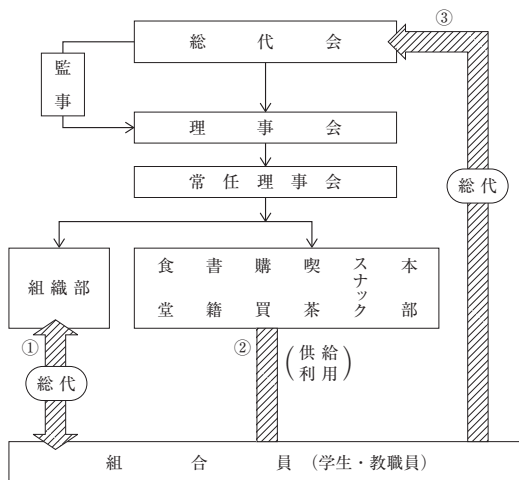 ③
総代会
監事
理事会
常任理事会
総代
組織部
食堂
書籍
購買
喫茶
スナック
本部
①
総代
②
(供給利用)
組合員(学生・教職員)